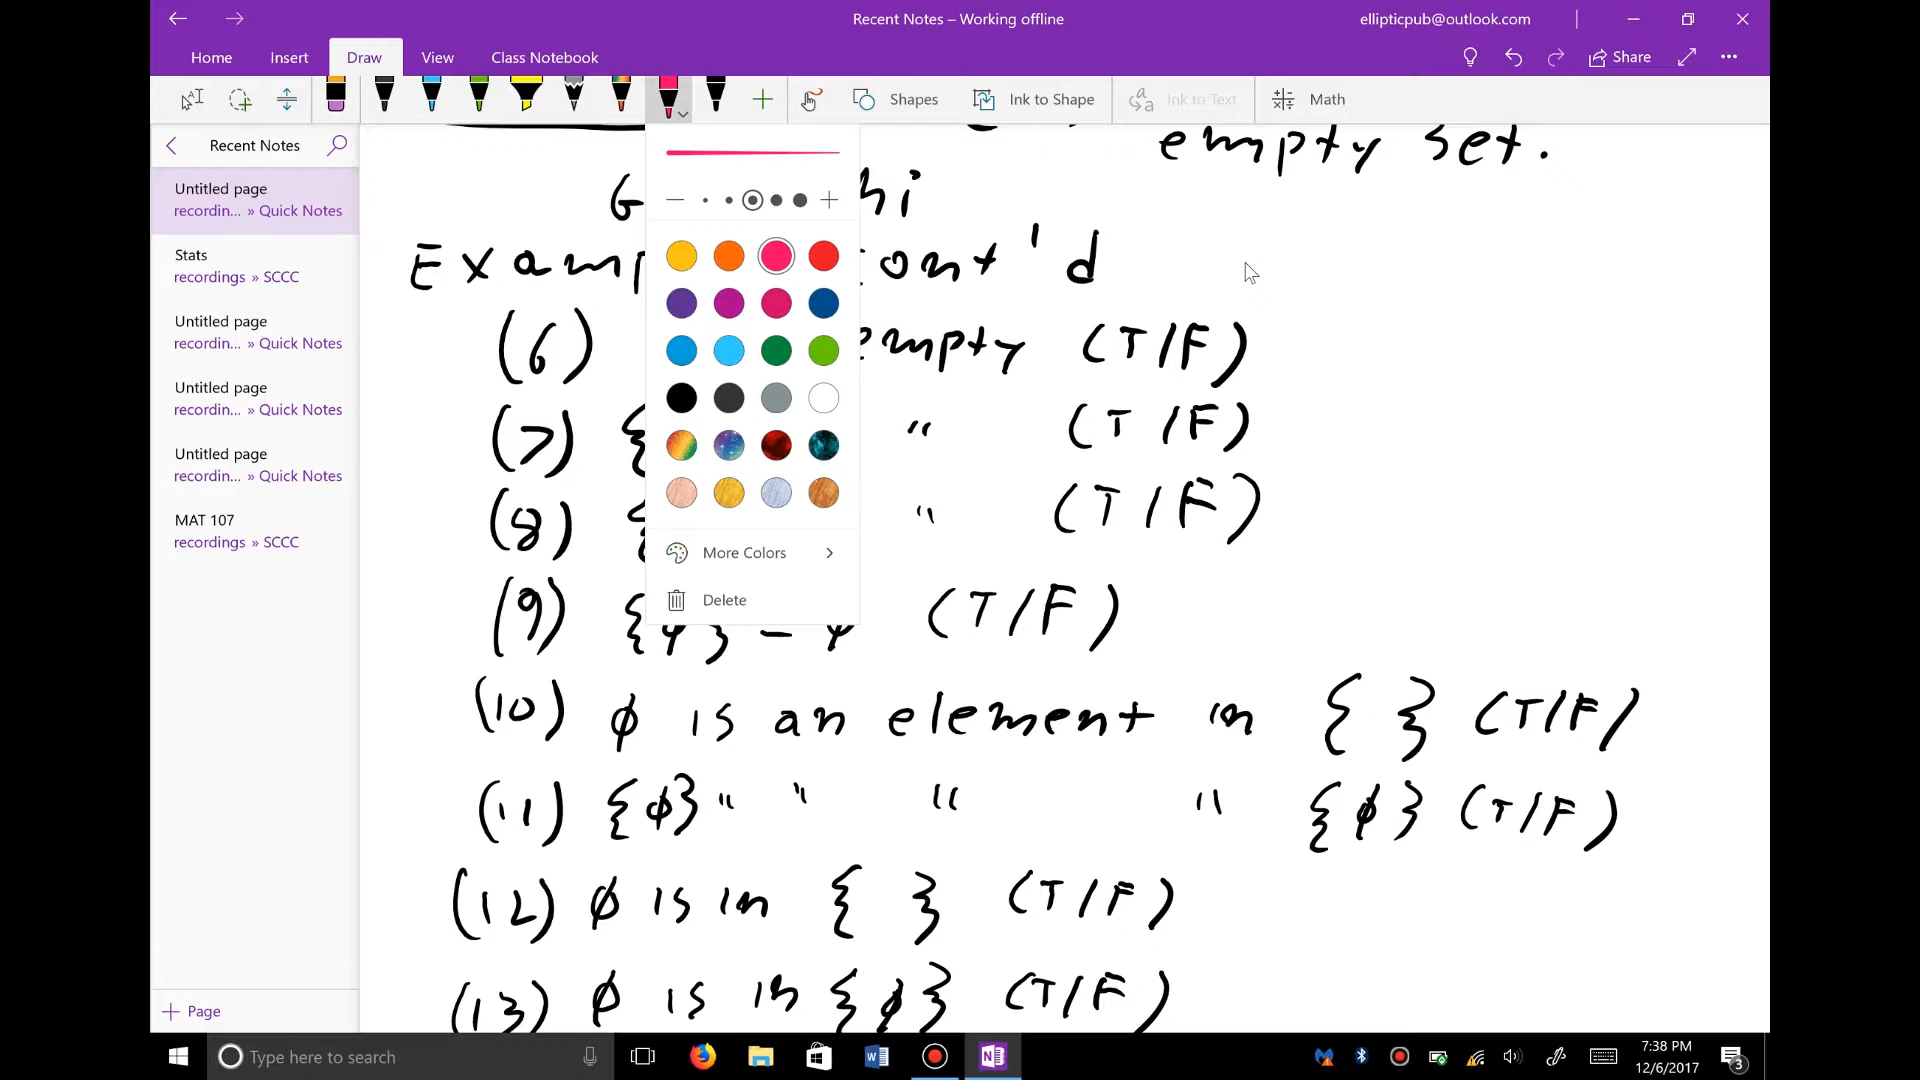 Recent Notes – Working offline
ellipticpub@outlook.com
Home Insert Draw View Class Notebook
Share
Shapes Ink to Shape Ink to Text Math
Recent Notes
Untitled page
recordin... » Quick Notes
Stats
recordings » SCCC
Untitled page
recordin... » Quick Notes
Untitled page
recordin... » Quick Notes
Untitled page
recordin... » Quick Notes
MAT 107
recordings » SCCC
Page
More Colors
Delete
empty set.
Examp ont'd
(6) empty (T/F)
(7) { " (T/F)
(8) { " (T/F)
(9) {ϕ} = ϕ (T/F)
(10) ϕ is an element in { } (T/F)
(11) {ϕ} " " " " {ϕ} (T/F)
(12) ϕ is in { } (T/F)
(13) ϕ is in {ϕ} (T/F)
Type here to search
7:38 PM
12/6/2017
3